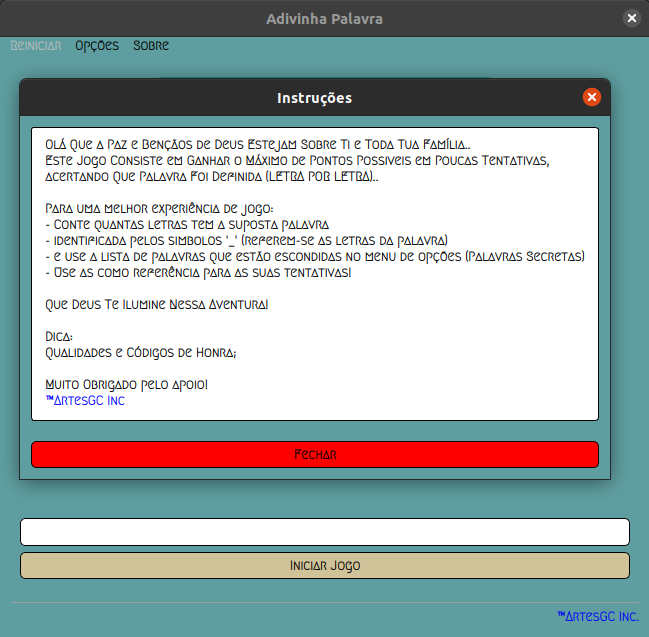 Adivinha Palavra
Reiniciar Opções Sobre
Instruções
Olá Que a Paz e Bençãos de Deus Estejam Sobre Ti e Toda Tua Família..
Este Jogo Consiste em Ganhar o Máximo de Pontos Possiveis em Poucas Tentativas,
acertando Que Palavra Foi Definida (LETRA POR LETRA)..
Para uma melhor experiência de jogo:
- Conte quantas letras tem a suposta palavra
- identificada pelos simbolos '_' (referem-se as letras da palavra)
- e use a lista de palavras que estão escondidas no menu de opções (Palavras Secretas)
- Use as como referência para as suas tentativas!
Que Deus Te Ilumine Nessa Aventura!
Dica:
Qualidades e Códigos de Honra;
Muito Obrigado pelo apoio!
™ArtesGC Inc
Fechar
Iniciar Jogo
™ArtesGC Inc.